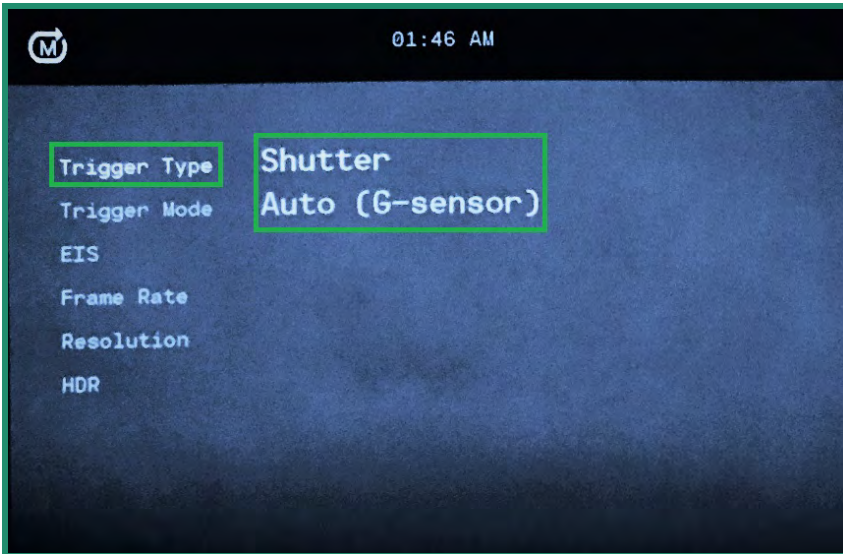 M
01:46 AM
Trigger Type
Shutter
Auto (G-sensor)
Trigger Mode
EIS
Frame Rate
Resolution
HDR